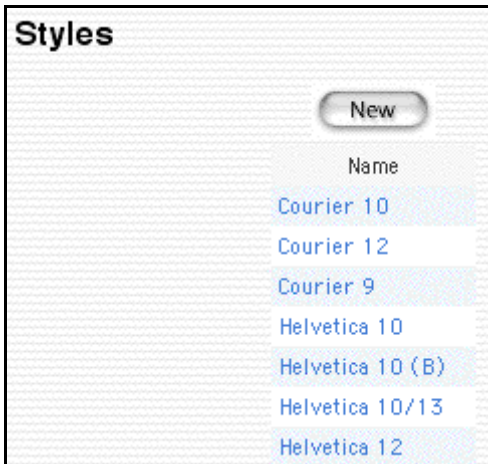 Styles
New
Name
Courier 10
Courier 12
Courier 9
Helvetica 10
Helvetica 10 (B)
Helvetica 10/13
Helvetica 12